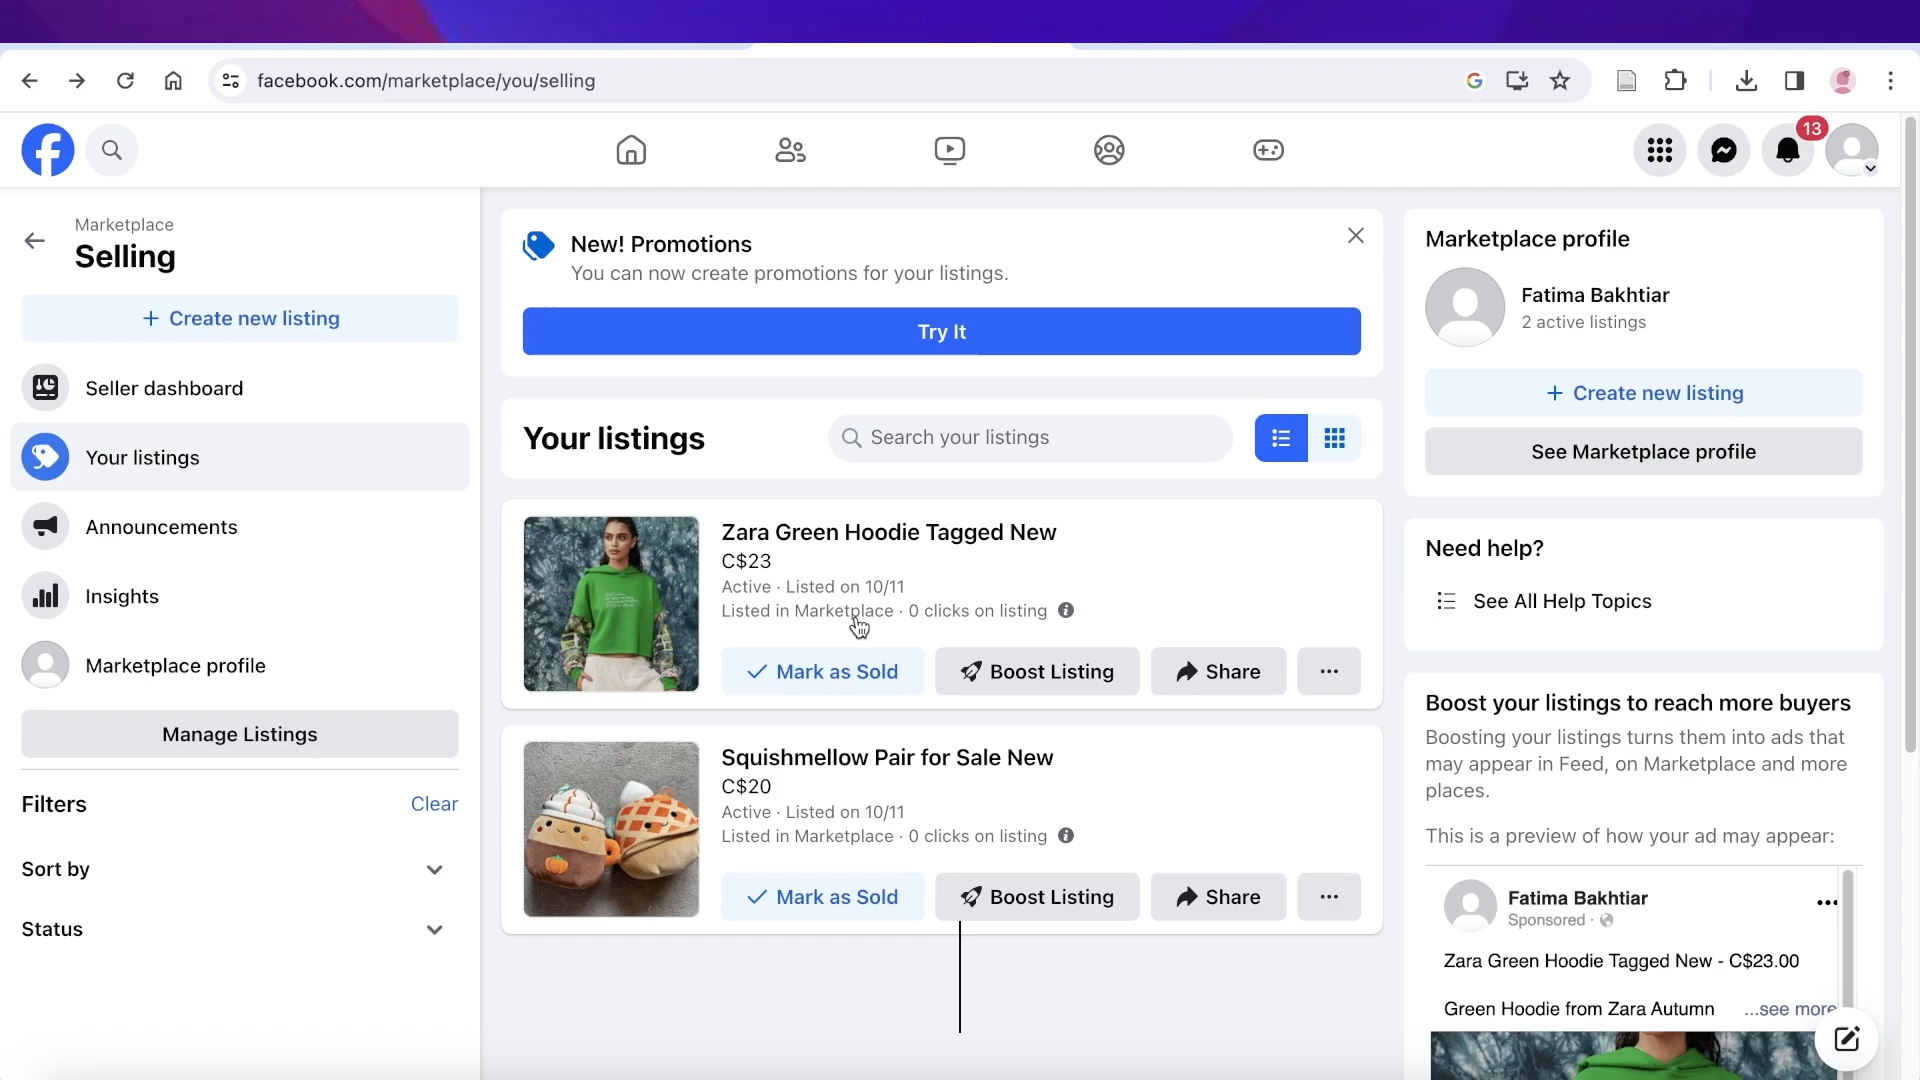 facebook.com/marketplace/you/selling
13
Marketplace
Selling
+ Create new listing
Seller dashboard
Your listings
Announcements
Insights
Marketplace profile
Manage Listings
Filters
Clear
Sort by
Status
New! Promotions
You can now create promotions for your listings.
Try It
Your listings
Search your listings
Zara Green Hoodie Tagged New
C$23
Active · Listed on 10/11
Listed in Marketplace · 0 clicks on listing
Mark as Sold
Boost Listing
Share
Squishmellow Pair for Sale New
C$20
Active · Listed on 10/11
Listed in Marketplace · 0 clicks on listing
Mark as Sold
Boost Listing
Share
Marketplace profile
Fatima Bakhtiar
2 active listings
+ Create new listing
See Marketplace profile
Need help?
See All Help Topics
Boost your listings to reach more buyers
Boosting your listings turns them into ads that
may appear in Feed, on Marketplace and more
places.
This is a preview of how your ad may appear:
Fatima Bakhtiar
Sponsored ·
Zara Green Hoodie Tagged New - C$23.00
Green Hoodie from Zara Autumn ...see more